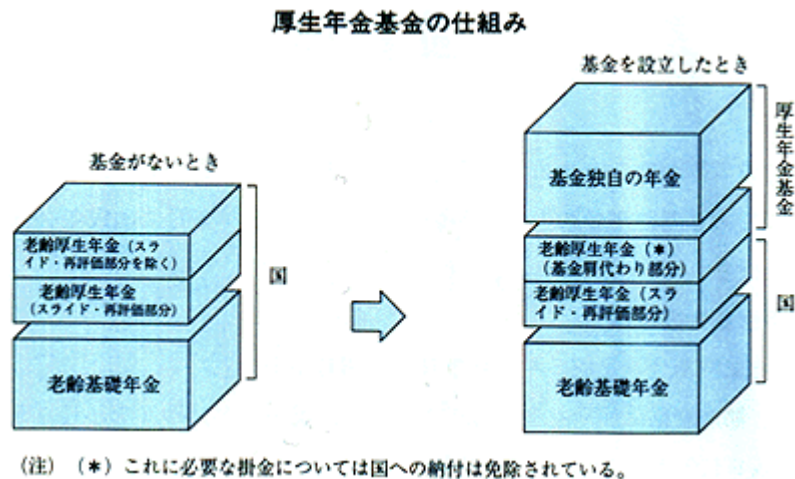 厚生年金基金の仕組み
基金がないとき
老齢厚生年金(スラ
イド・再評価部分を除く)
老齢厚生年金
(スライド・再評価部分)
老齢基礎年金
国
基金を設立したとき
基金独自の年金
老齢厚生年金(*)
(基金肩代わり部分)
老齢厚生年金(スラ
イド・再評価部分)
老齢基礎年金
厚生年金基金
国
(注) (*)これに必要な掛金については国への納付は免除されている。